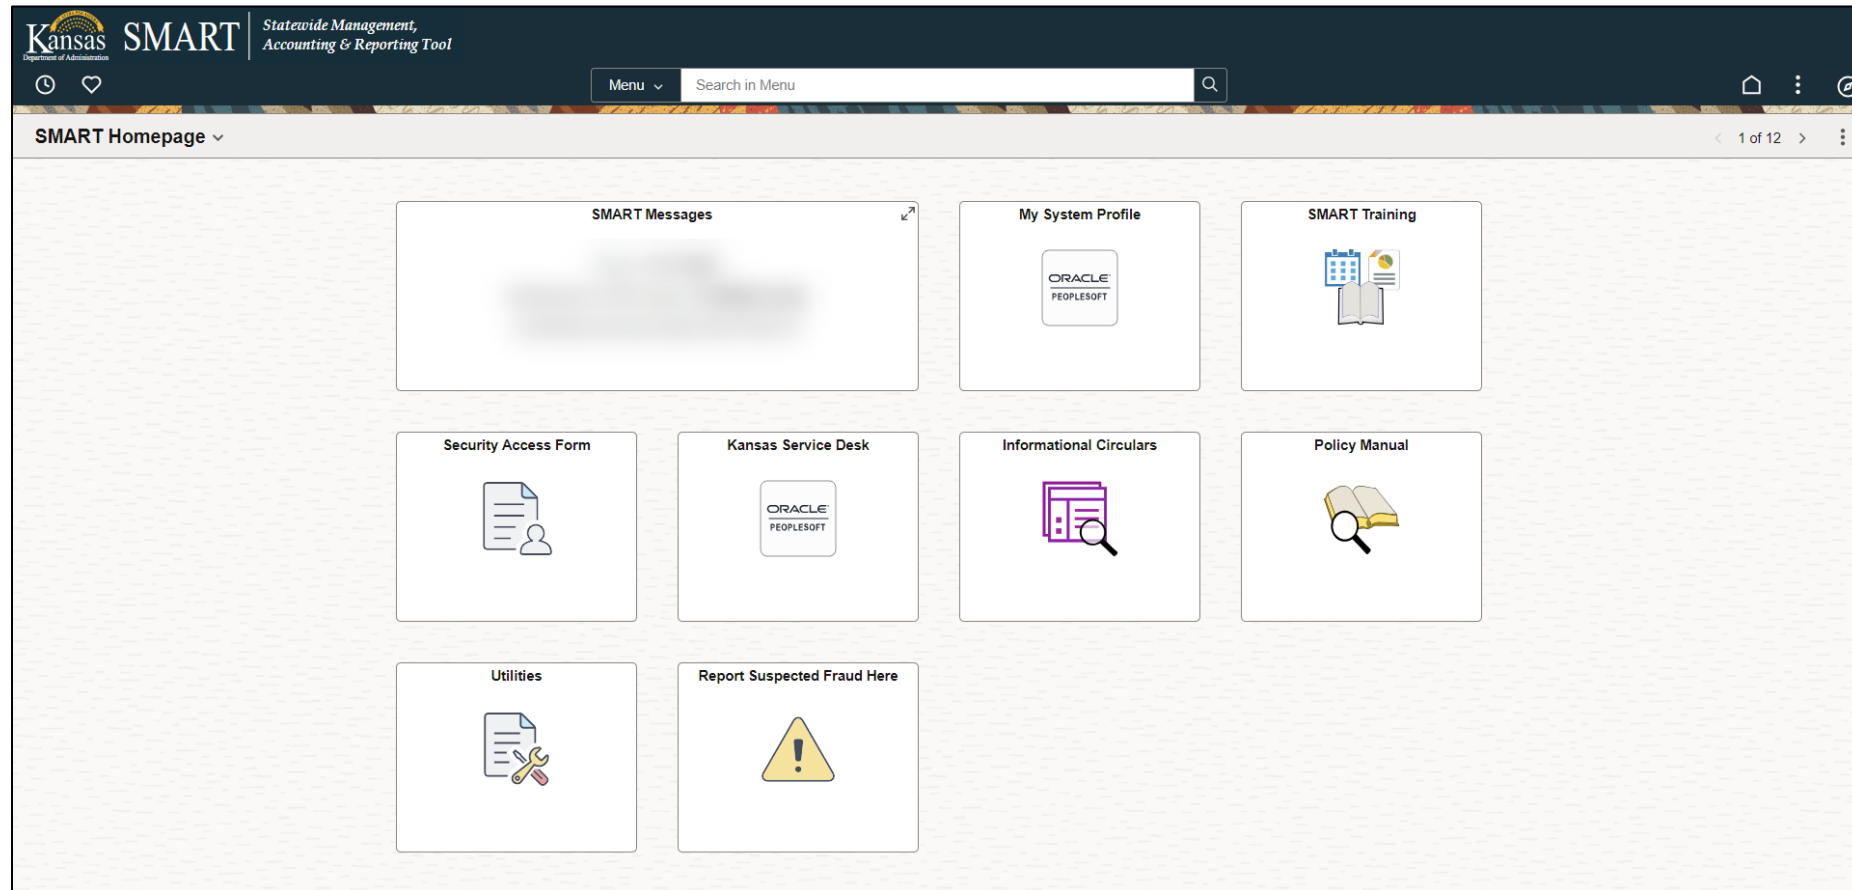 Kansas
Department of Administration
SMART
Statewide Management,
Accounting & Reporting Tool
Menu
Search in Menu
SMART Homepage
1 of 12
SMART Messages
My System Profile
ORACLE
PEOPLESOFT
SMART Training
Security Access Form
Kansas Service Desk
ORACLE
PEOPLESOFT
Informational Circulars
Policy Manual
Utilities
Report Suspected Fraud Here